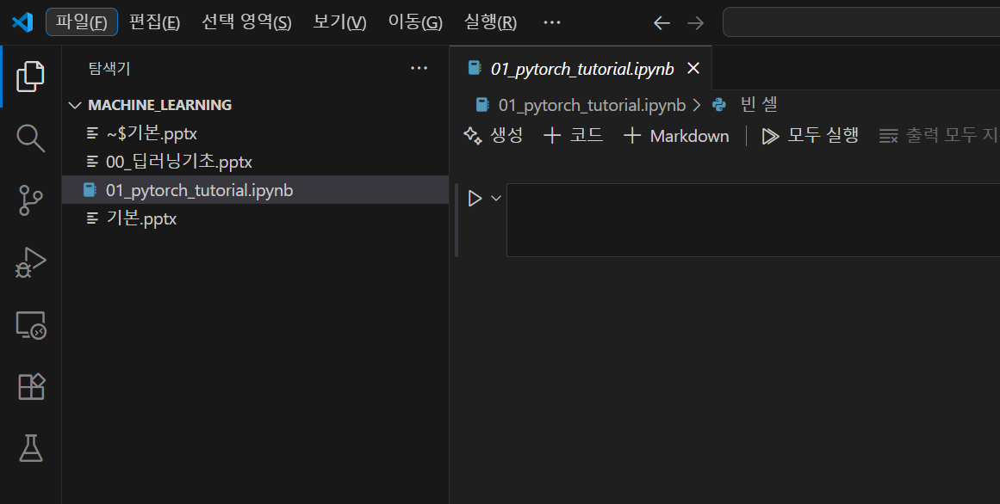 파일(F) 편집(E) 선택 영역(S) 보기(V) 이동(G) 실행(R) ···
탐색기 ···
MACHINE_LEARNING
~$기본.pptx
00_딥러닝기초.pptx
01_pytorch_tutorial.ipynb
기본.pptx
01_pytorch_tutorial.ipynb
01_pytorch_tutorial.ipynb > 빈 셀
생성 + 코드 + Markdown 모두 실행 출력 모두